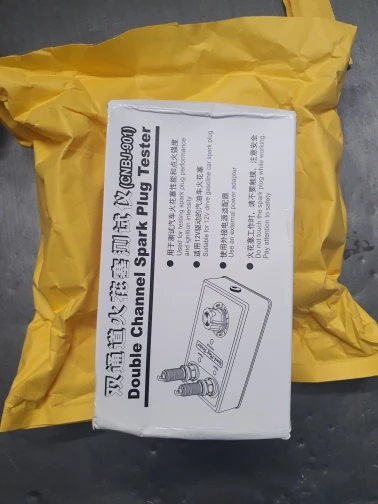 双通道火花塞测试仪(CNBJ-901)
Double Channel Spark Plug Tester
● 用于测试汽车火花塞性能和点火强度
Used for testing spark plug performance
and ignition intensity
● 适用12V驱动的汽油车火花塞
Suitable for 12V drive gasoline car spark plug
● 使用外接电源适配器
Use an external power adapter
● 火花塞工作时，请不要触摸，注意安全
Do not touch the spark plug while working.
Pay attention to safety